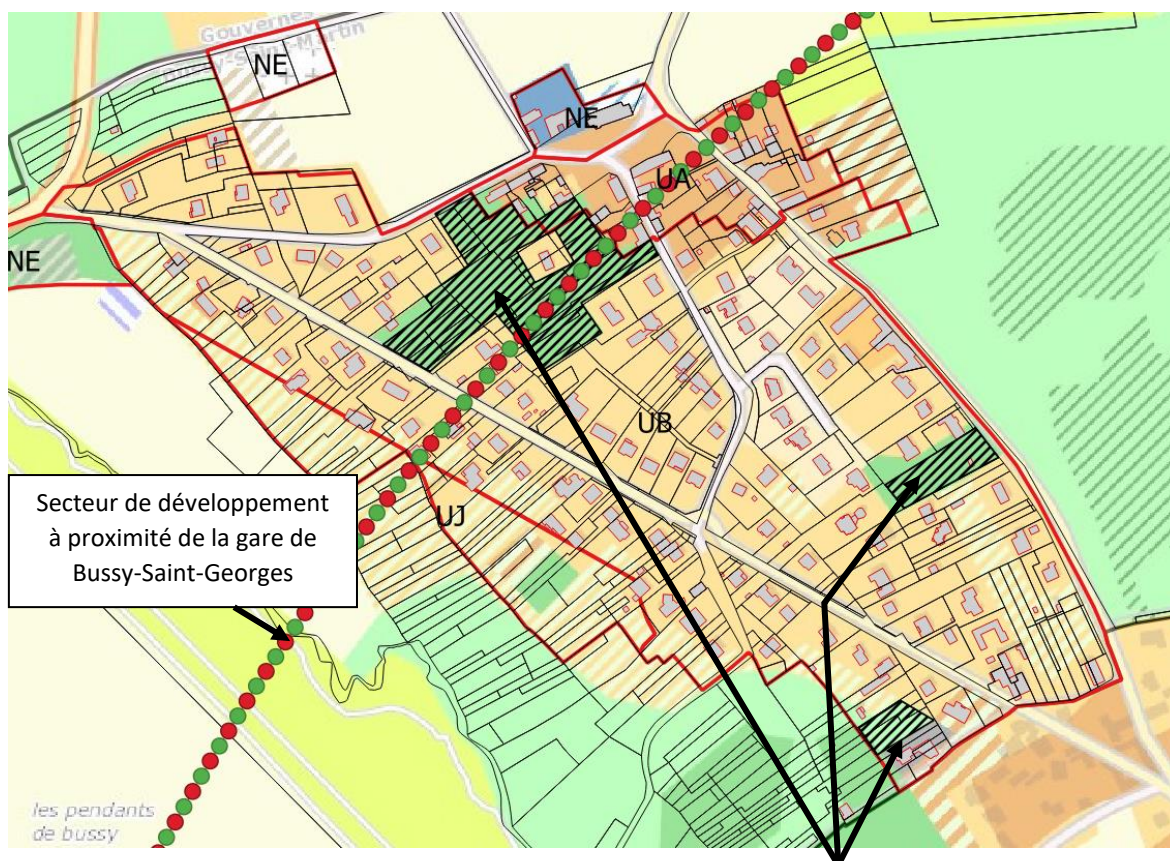 Gouvernes
Bussy-Saint-Martin
NE
NE
UA
NE
UB
Secteur de développement
à proximité de la gare de
Bussy-Saint-Georges
UJ
les pendants
de bussy